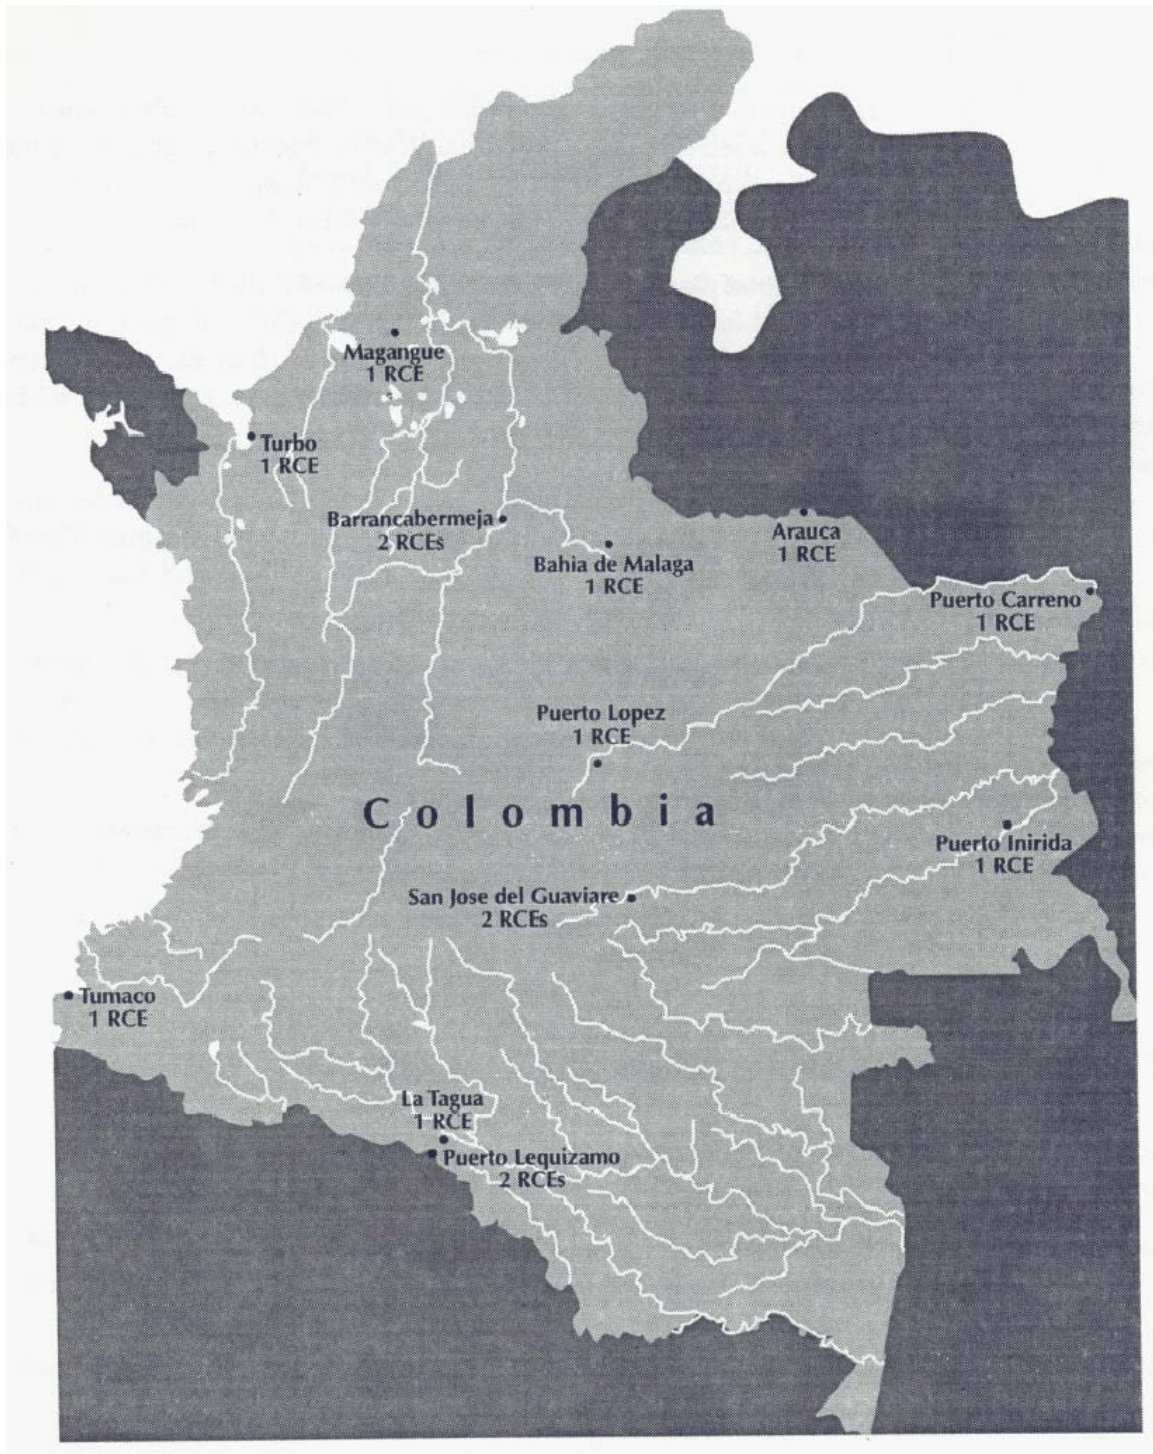 Magangue
1 RCE
Turbo
1 RCE
Barrancabermeja
2 RCEs
Arauca
1 RCE
Bahia de Malaga
1 RCE
Puerto Carreno
1 RCE
Puerto Lopez
1 RCE
Colombia
Puerto Inirida
1 RCE
San Jose del Guaviare
2 RCEs
Tumaco
1 RCE
La Tagua
1 RCE
Puerto Lequizamo
2 RCEs